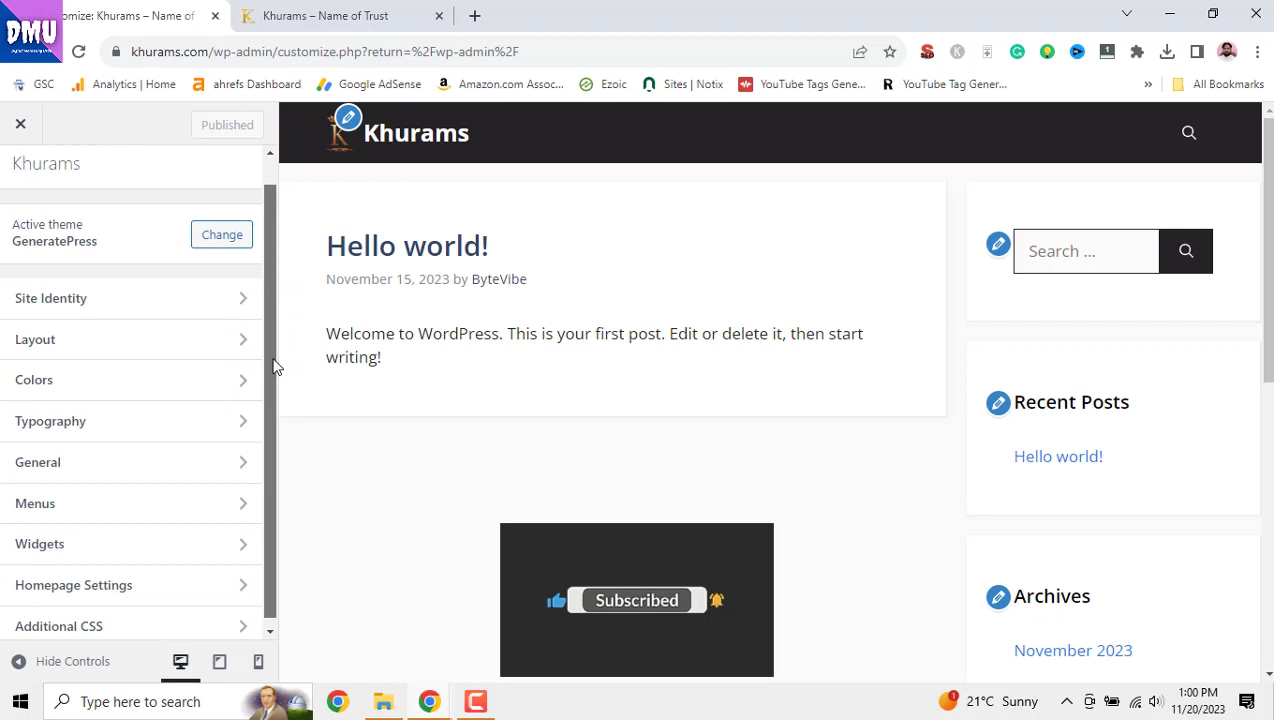 DMU
omize: Khurams – Name of
Khurams – Name of Trust
khurams.com/wp-admin/customize.php?return=%2Fwp-admin%2F
GSC
Analytics | Home
ahrefs Dashboard
Google AdSense
Amazon.com Assoc...
Ezoic
Sites | Notix
YouTube Tags Gene...
YouTube Tag Gener...
»
All Bookmarks
Published
Khurams
Active theme
GeneratePress
Change
Site Identity
Layout
Colors
Typography
General
Menus
Widgets
Homepage Settings
Additional CSS
Hide Controls
Khurams
Hello world!
November 15, 2023 by ByteVibe
Welcome to WordPress. This is your first post. Edit or delete it, then start
writing!
Search ...
Recent Posts
Hello world!
Archives
November 2023
Subscribed
Type here to search
21°C Sunny
1:00 PM
11/20/2023